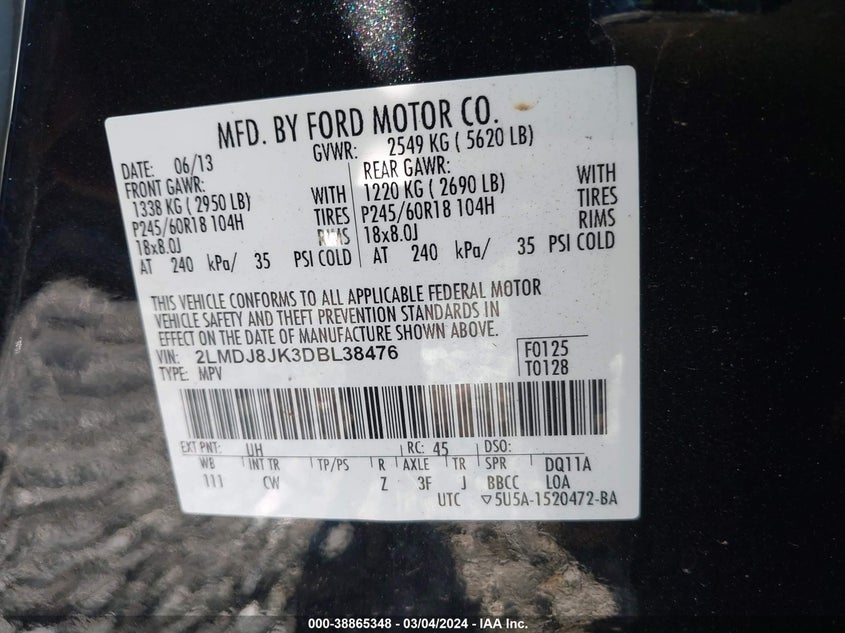 MFD. BY FORD MOTOR CO.
DATE: 06/13 GVWR: 2549 KG ( 5620 LB)
FRONT GAWR: REAR GAWR:
1338 KG ( 2950 LB) WITH 1220 KG ( 2690 LB) WITH
P245/60R18 104H TIRES P245/60R18 104H TIRES
18x8.0J RIMS 18x8.0J RIMS
AT 240 kPa/ 35 PSI COLD AT 240 kPa/ 35 PSI COLD
THIS VEHICLE CONFORMS TO ALL APPLICABLE FEDERAL MOTOR
VEHICLE SAFETY AND THEFT PREVENTION STANDARDS IN
EFFECT ON THE DATE OF MANUFACTURE SHOWN ABOVE.
VIN: 2LMDJ8JK3DBL38476 F0125
TYPE: MPV T0128
EXT PNT: UH RC: 45 DSO:
WB INT TR TP/PS R AXLE TR SPR DQ11A
111 CW Z 3F J BBCC LOA
UTC ▽5U5A-1520472-BA
000-38865348 - 03/04/2024 - IAA Inc.